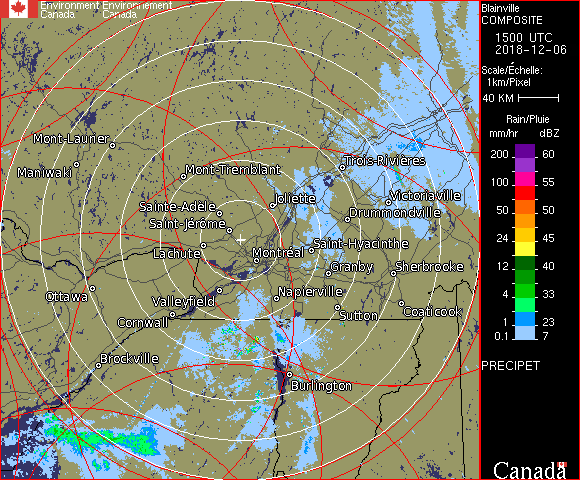 Environment Environnement
Canada Canada
Blainville
COMPOSITE
1500 UTC
2018-12-06
Scale/Échelle:
1km/Pixel
40 KM
Rain/Pluie
mm/hr dBZ
200 60
150 57
100 55
50 50
24 45
12 40
4 33
1 23
0.1 7
PRECIPET
Canada
Mont-Laurier
Maniwaki
Mont-Tremblant
Trois-Rivières
Joliette
Victoriaville
Sainte-Adèle
Drummondville
Saint-Jérôme
Saint-Hyacinthe
Lachute
Montréal
Granby
Sherbrooke
Ottawa
Valleyfield
Napierville
Coaticook
Cornwall
Sutton
Brockville
Burlington